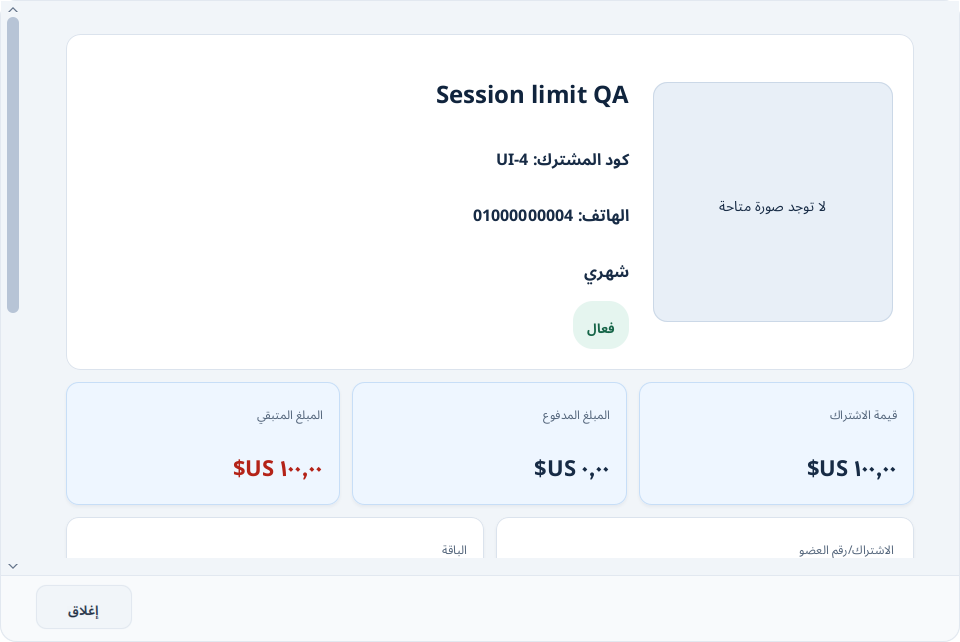 Session limit QA
كود المشترك: UI-4
الهاتف: 01000000004
شهري
فعال
لا توجد صورة متاحة
قيمة الاشتراك
١٠٠,٠٠ US$
المبلغ المدفوع
٠,٠٠ US$
المبلغ المتبقي
١٠٠,٠٠ US$
الاشتراك/رقم العضو
الباقة
إغلاق